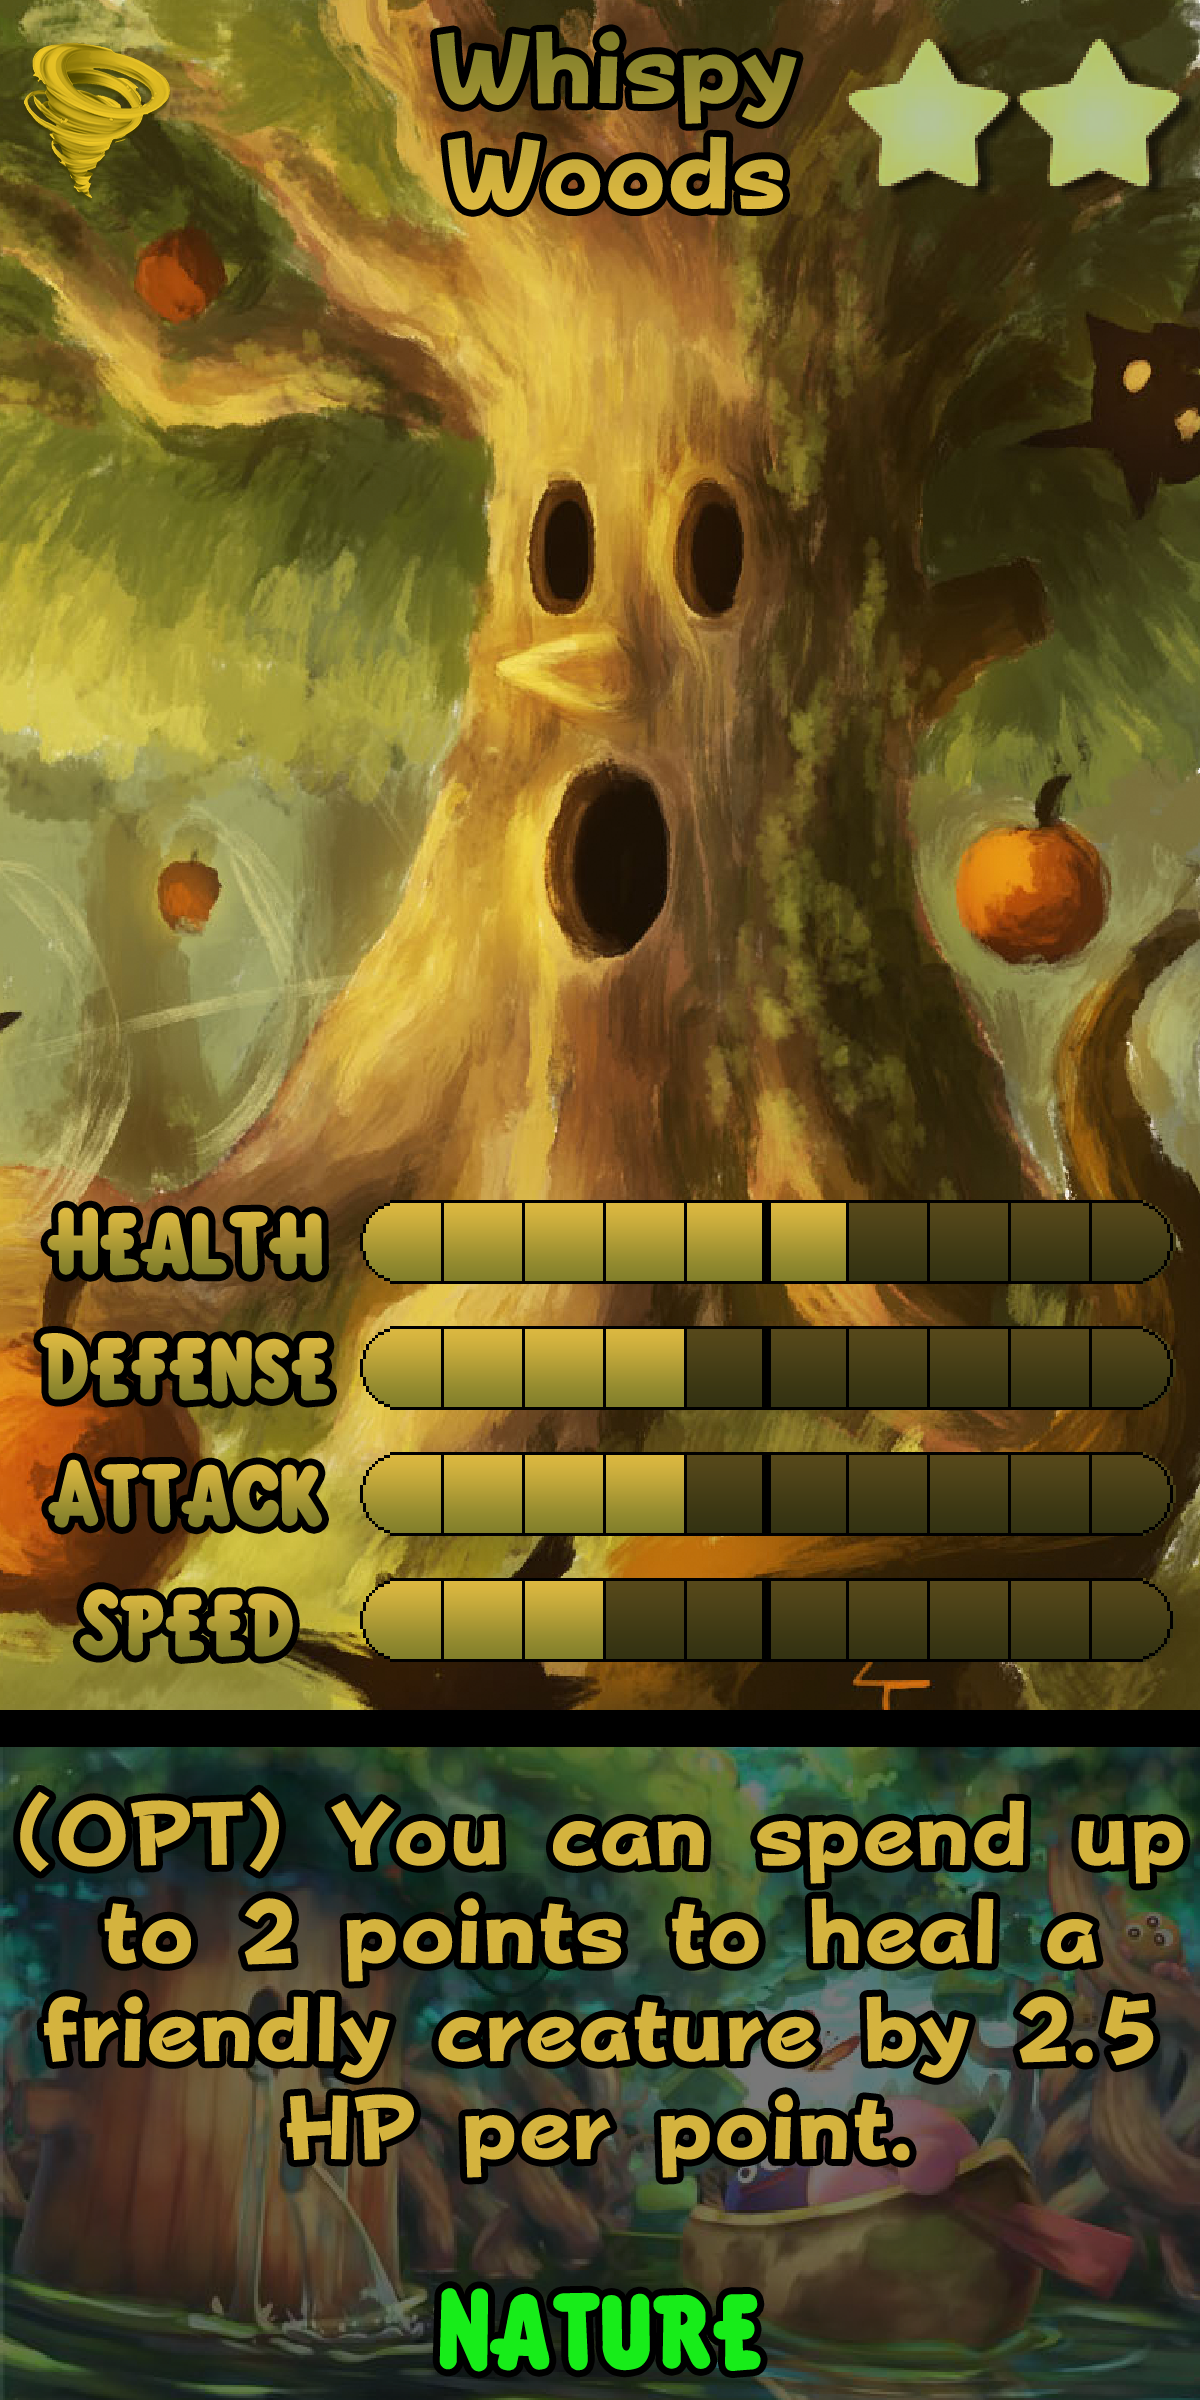 Whispy
Woods
HEALTH
DEFENSE
ATTACK
SPEED
(OPT) You can spend up
to 2 points to heal a
friendly creature by 2.5
HP per point.
NATURE